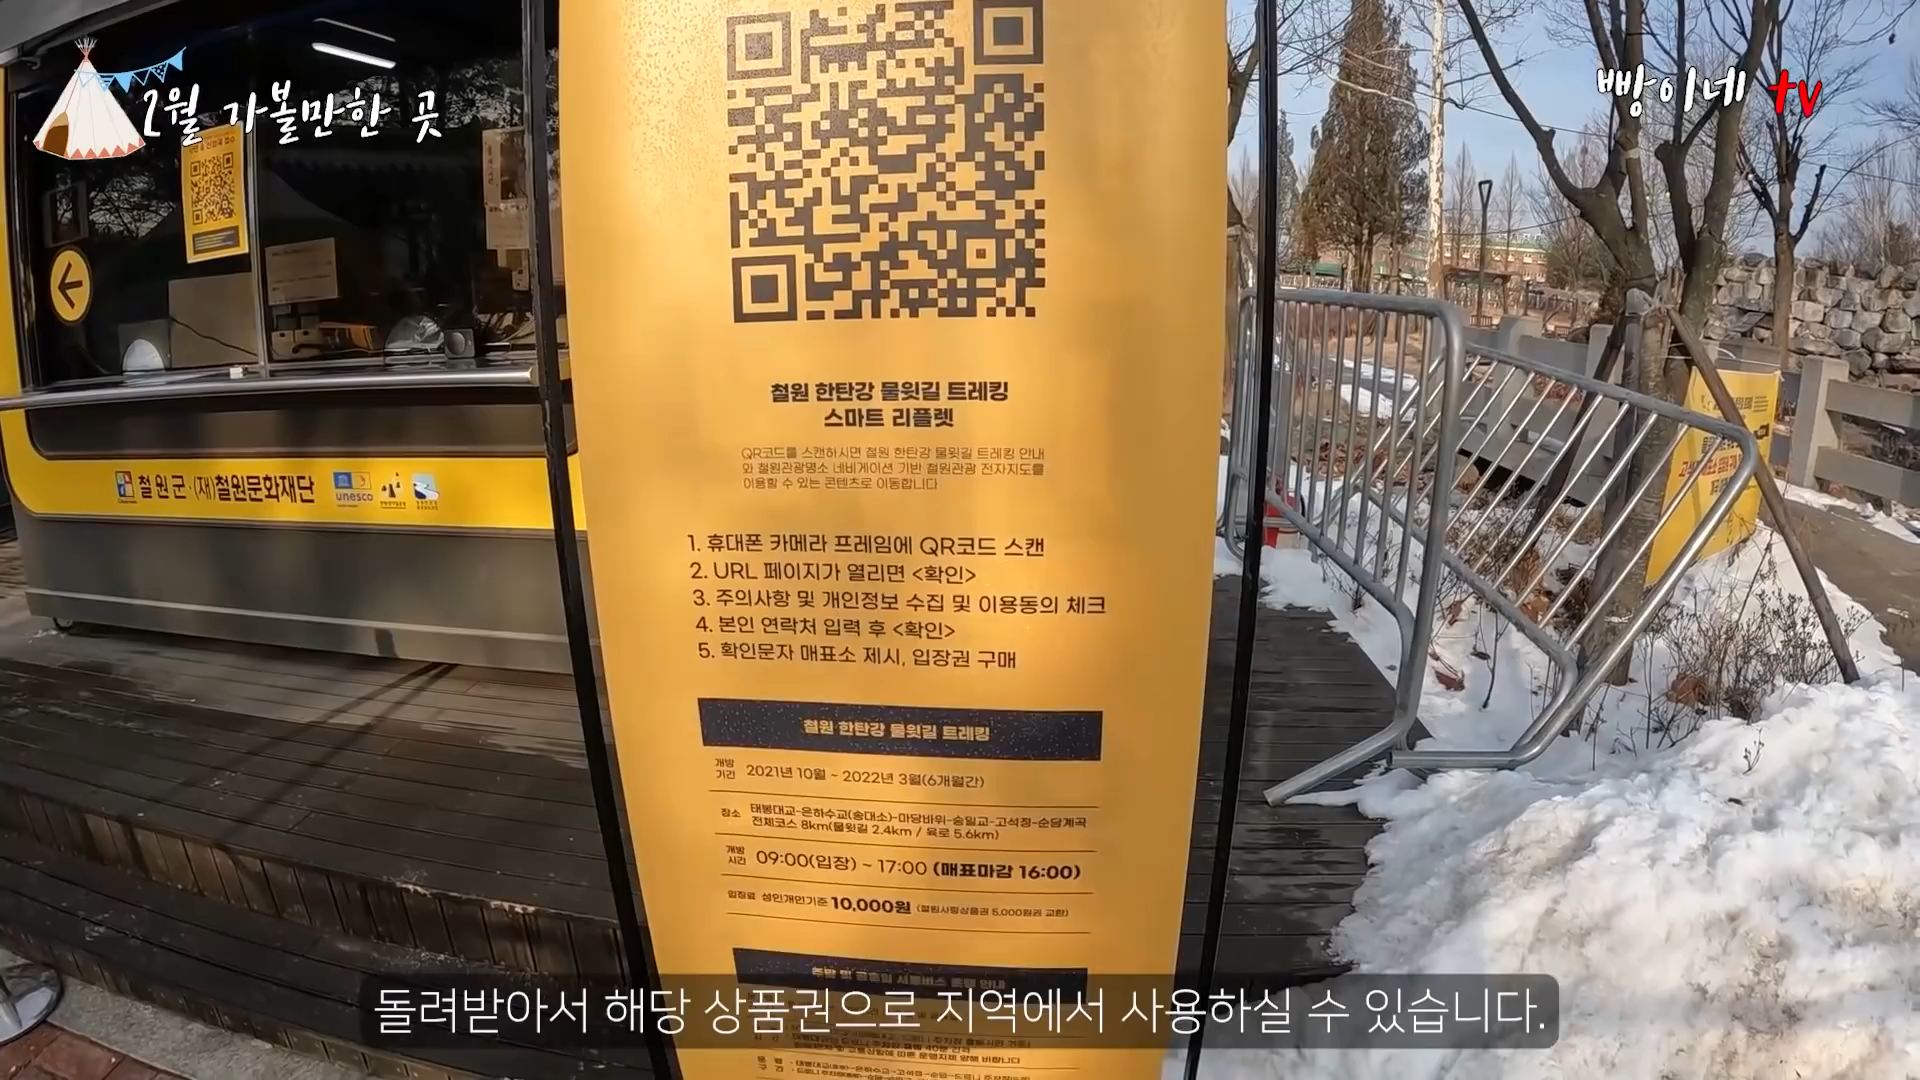 2월 가볼만한 곳
빵이네 tv
철원군·(재)철원문화재단
unesco
철원 한탄강 물윗길 트레킹
스마트 리플렛
QR코드를 스캔하시면 철원 한탄강 물윗길 트레킹 안내
와 철원관광명소 네비게이션 기반 철원관광 전자지도를
이용할 수 있는 콘텐츠로 이동합니다
1. 휴대폰 카메라 프레임에 QR코드 스캔
2. URL 페이지가 열리면 <확인>
3. 주의사항 및 개인정보 수집 및 이용동의 체크
4. 본인 연락처 입력 후 <확인>
5. 확인문자 매표소 제시, 입장권 구매
철원 한탄강 물윗길 트레킹
개방기간 2021년 10월 ~ 2022년 3월(6개월간)
장소 태봉대교-은하수교(송대소)-마당바위-승일교-고석정-순담계곡
전체코스 8km(물윗길 2.4km / 육로 5.6km)
개방시간 09:00(입장) ~ 17:00 (매표마감 16:00)
입장료 성인개인기준 10,000원 (철원사랑상품권 5,000원권 교환)
돌려받아서 해당 상품권으로 지역에서 사용하실 수 있습니다.